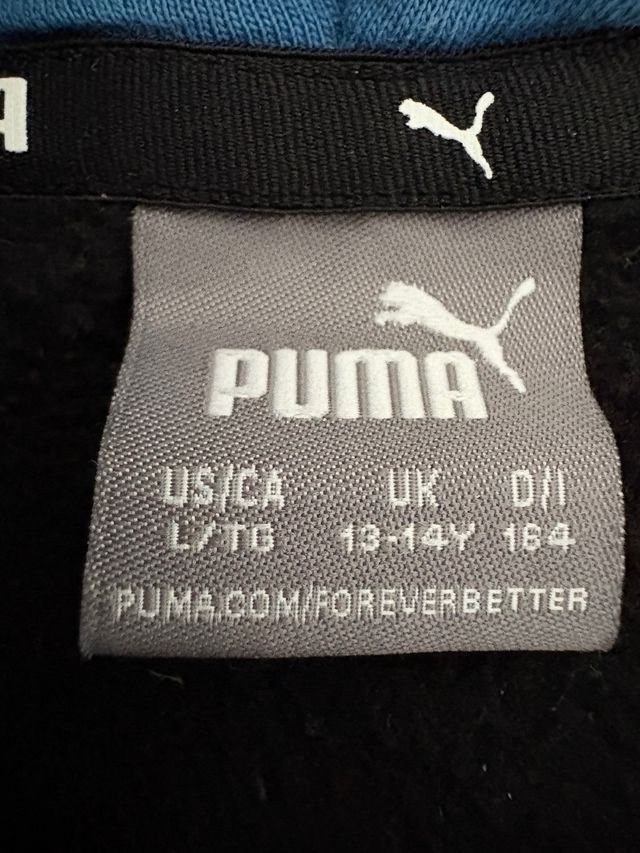 A
PUMA
US/CA UK D/I
L/TG 13-14Y 164
PUMA.COM/FOREVERBETTER